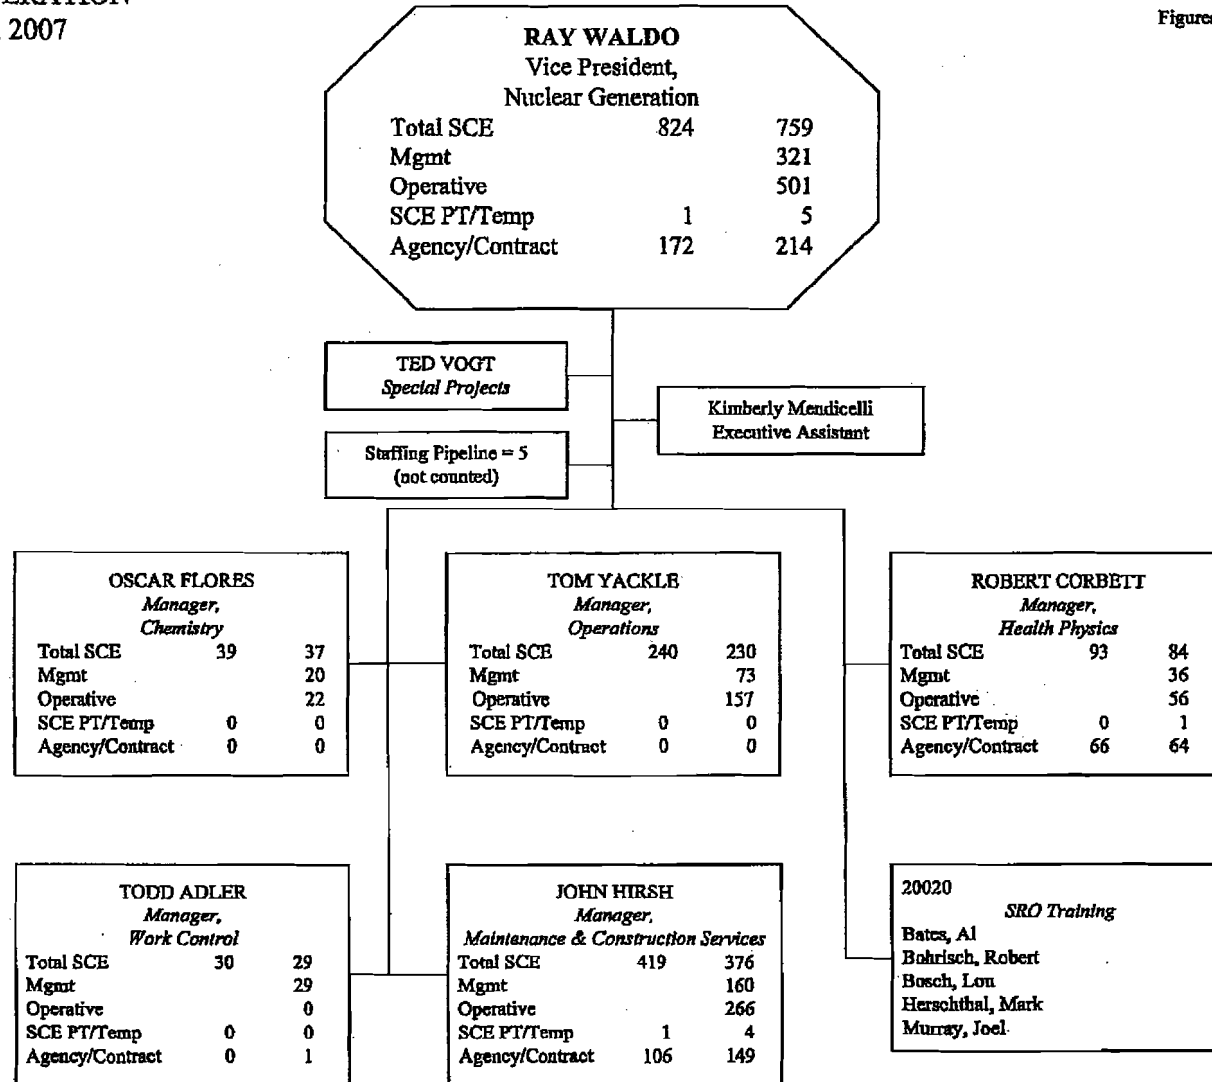 2007
Figures
RAY WALDO
Vice President,
Nuclear Generation
Total SCE 824 759
Mgmt 321
Operative 501
SCE PT/Temp 1 5
Agency/Contract 172 214
TED VOGT
Special Projects
Kimberly Mendicelli
Executive Assistant
Staffing Pipeline = 5
(not counted)
OSCAR FLORES
Manager,
Chemistry
Total SCE 39 37
Mgmt 20
Operative 22
SCE PT/Temp 0 0
Agency/Contract 0 0
TOM YACKLE
Manager,
Operations
Total SCE 240 230
Mgmt 73
Operative 157
SCE PT/Temp 0 0
Agency/Contract 0 0
ROBERT CORBETT
Manager,
Health Physics
Total SCE 93 84
Mgmt 36
Operative 56
SCE PT/Temp 0 1
Agency/Contract 66 64
TODD ADLER
Manager,
Work Control
Total SCE 30 29
Mgmt 29
Operative 0
SCE PT/Temp 0 0
Agency/Contract 0 1
JOHN HIRSH
Manager,
Maintenance & Construction Services
Total SCE 419 376
Mgmt 160
Operative 266
SCE PT/Temp 1 4
Agency/Contract 106 149
20020
SRO Training
Bates, Al
Bohrisch, Robert
Bosch, Lou
Herschthal, Mark
Murray, Joel